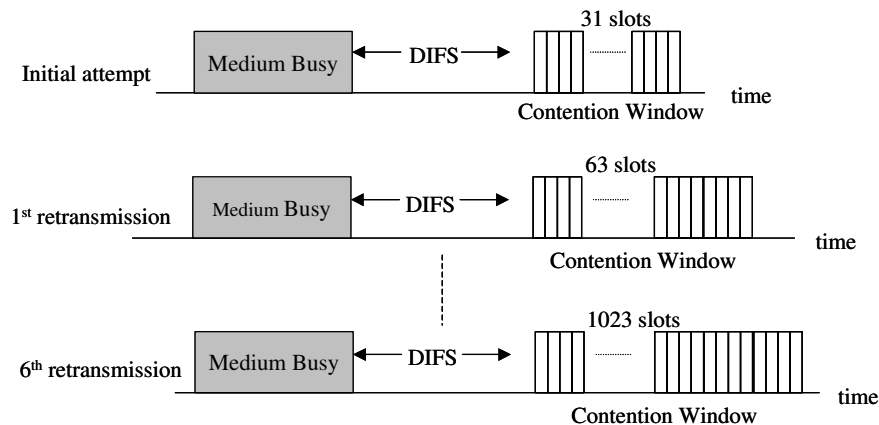 31 slots
Initial attempt
Medium Busy
DIFS
time
Contention Window
63 slots
1st retransmission
Medium Busy
DIFS
time
Contention Window
1023 slots
6th retransmission
Medium Busy
DIFS
time
Contention Window